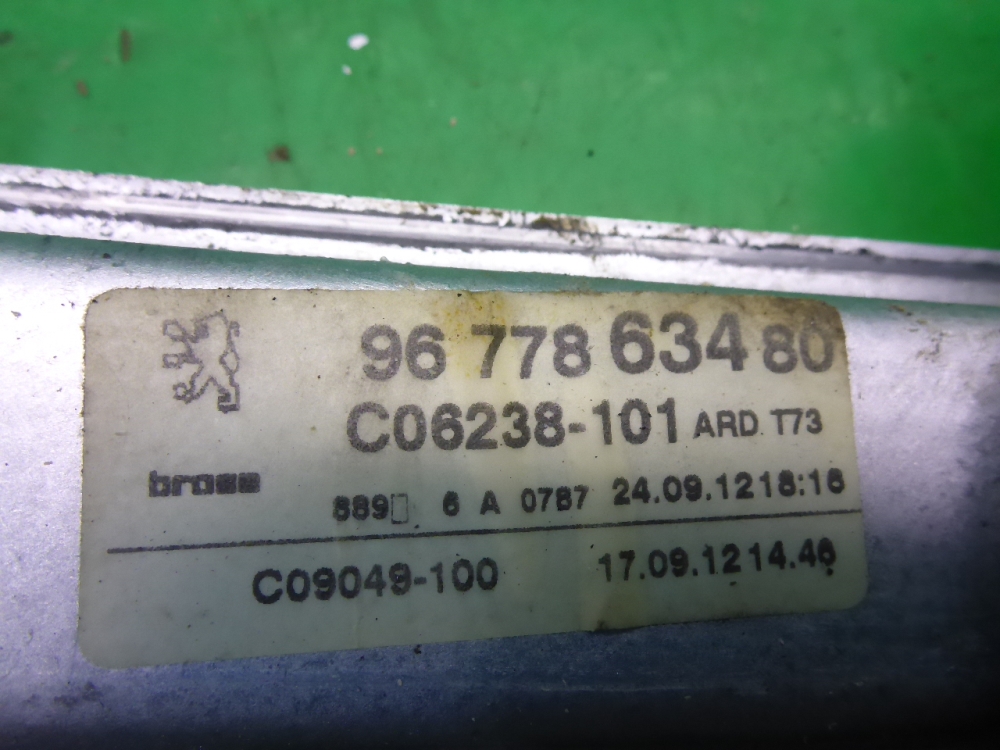 96 778 634 80
C06238-101 ARD T73
brose
889 6 A 0787 24.09.12 18:16
C09049-100 17.09.12 14.46